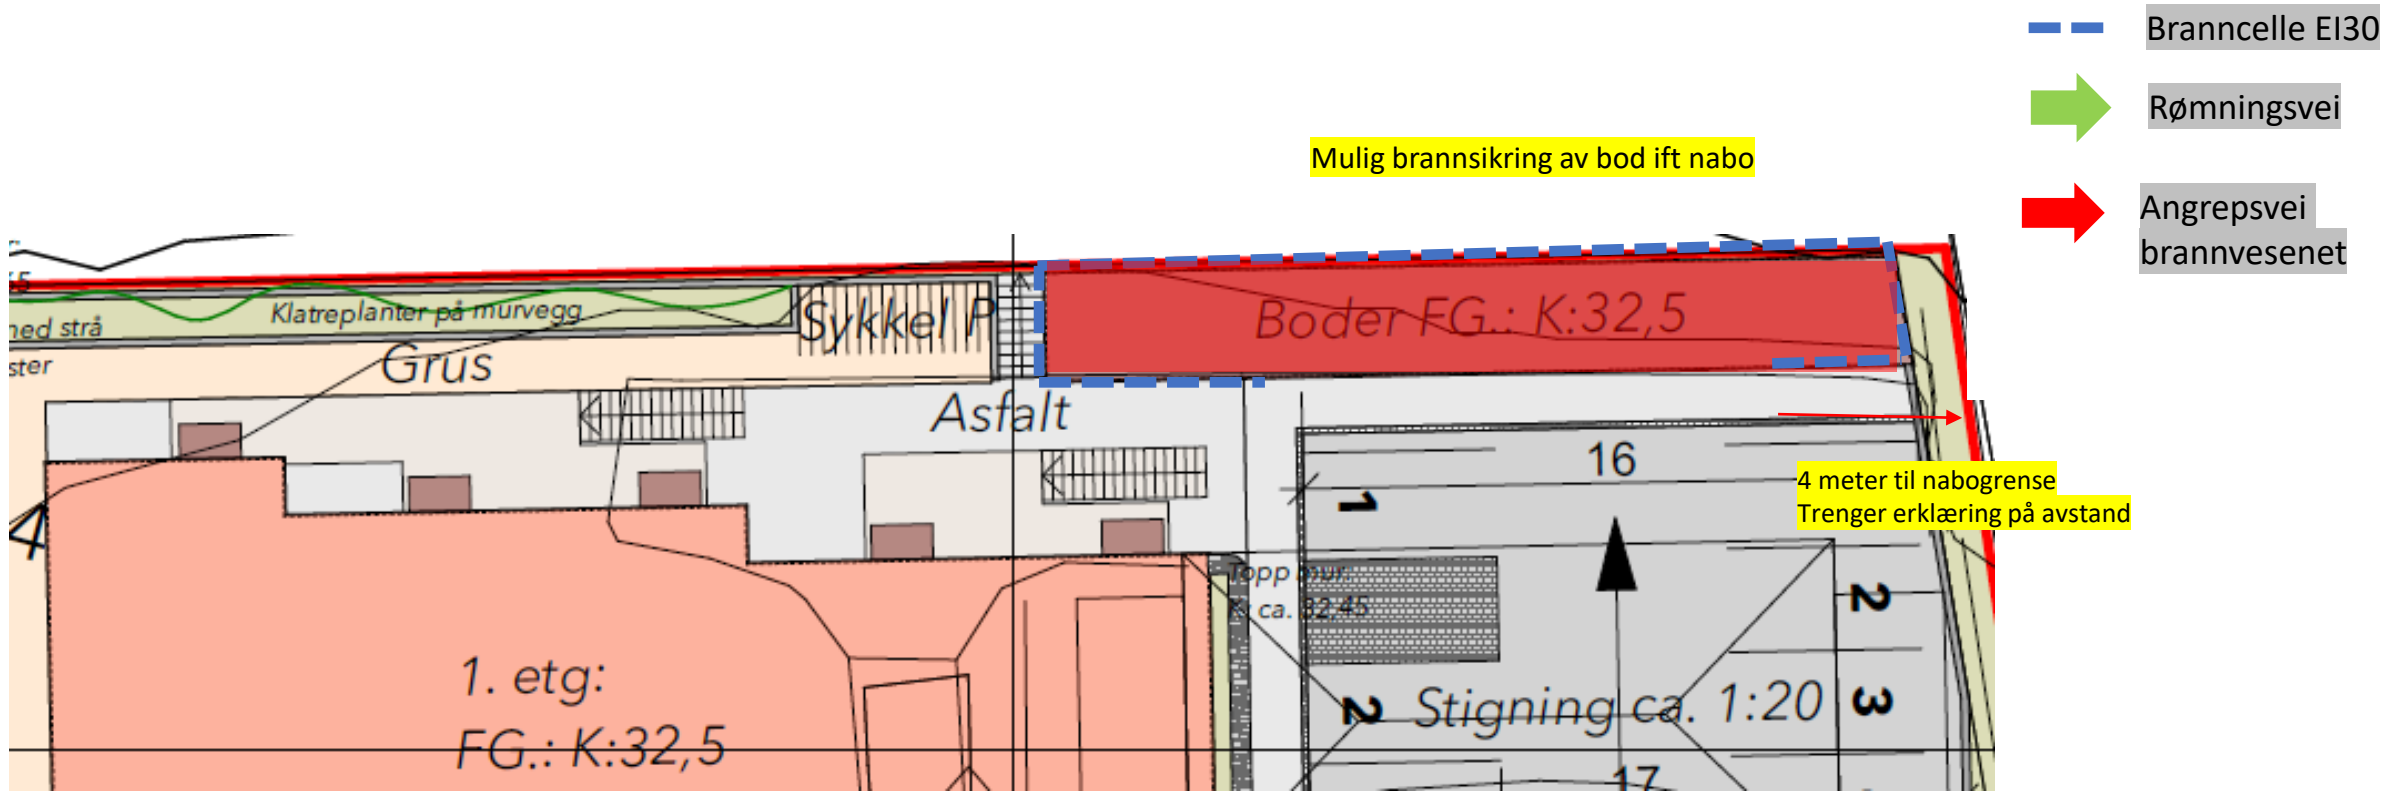 Branncelle EI30
Rømningsvei
Mulig brannsikring av bod ift nabo
Angrepsvei
brannvesenet
Klatreplanter på murvegg
Sykkel P
Boder FG.: K:32,5
ned strå
ster
Grus
Asfalt
16
1
4 meter til nabogrense
Trenger erklæring på avstand
4
Topp mur:
K: ca. 32,45
2
1. etg:
FG.: K:32,5
2
Stigning ca. 1:20
3
17